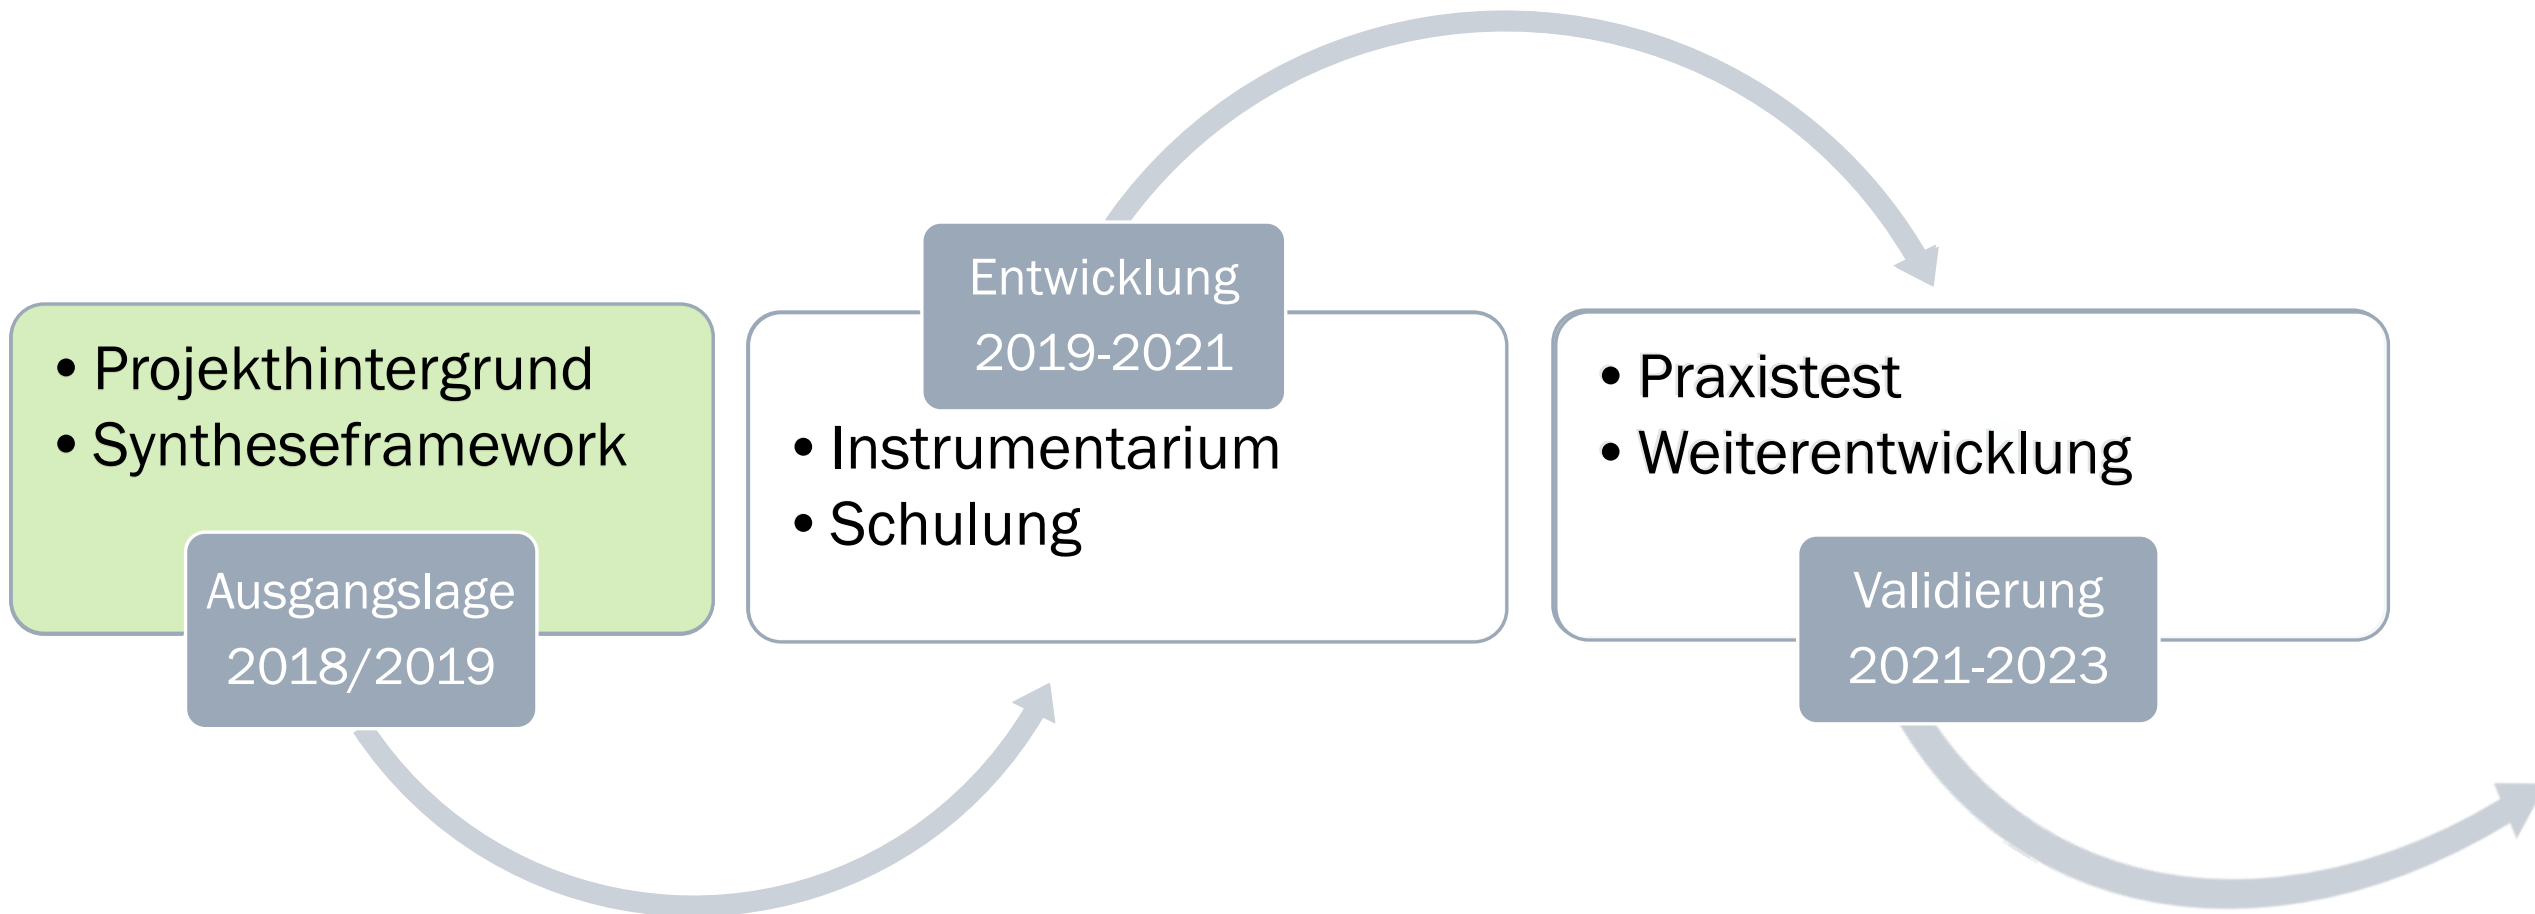 • Projekthintergrund
• Syntheseframework
Ausgangslage
2018/2019
Entwicklung
2019-2021
• Instrumentarium
• Schulung
• Praxistest
• Weiterentwicklung
Validierung
2021-2023